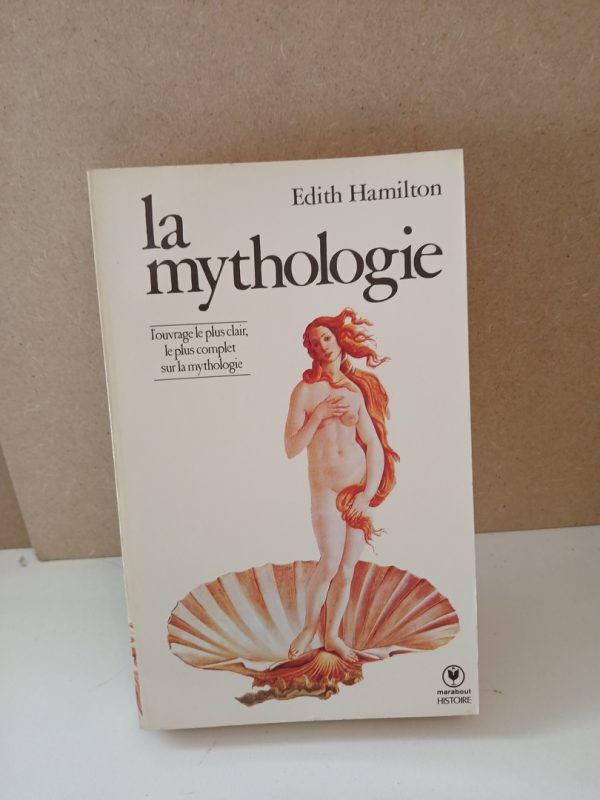 Edith Hamilton
la
mythologie
l'ouvrage le plus clair,
le plus complet
sur la mythologie
marabout
HISTOIRE